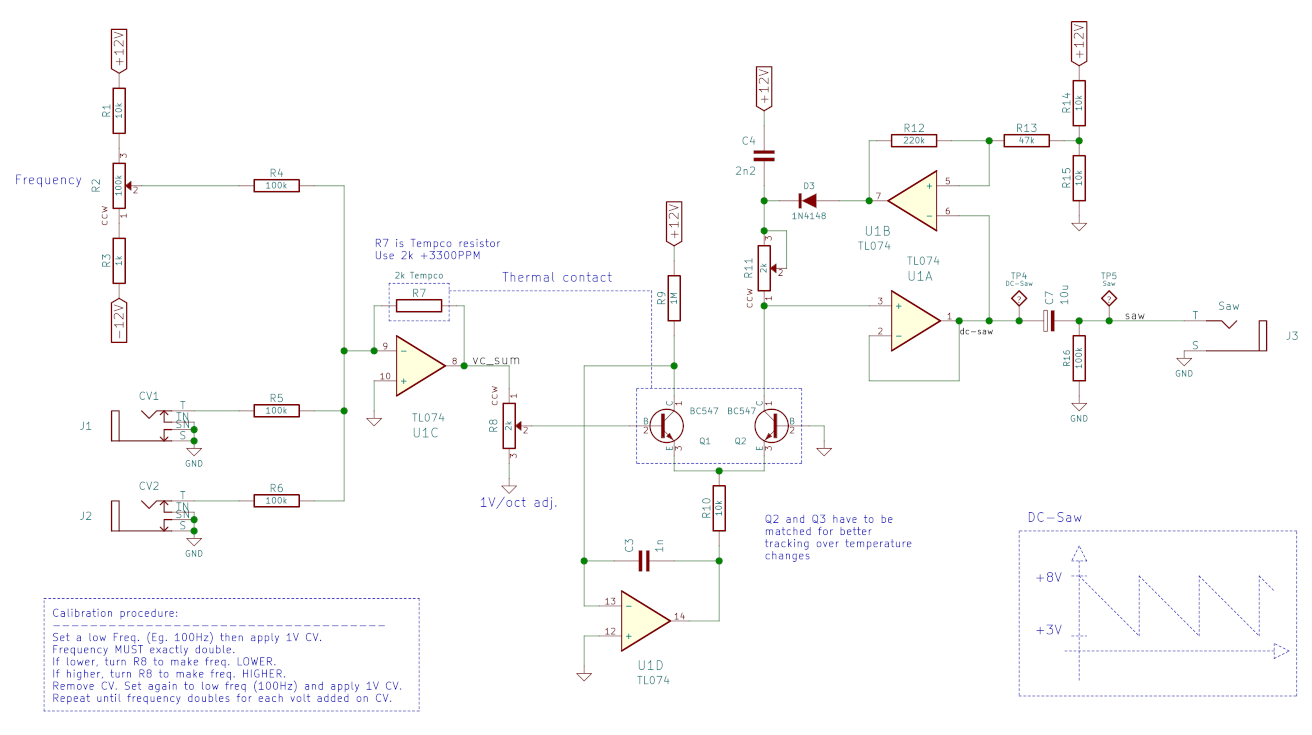 +12V
R1
10k
Frequency
R2
100k
3
2
1
ccw
R3
1k
-12V
R4
100k
R7 is Tempco resistor
Use 2k +3300PPM
2k Tempco
R7
Thermal contact
9
-
10
+
8
vc_sum
TL074
U1C
CV1
J1
T
TN
SN
S
GND
R5
100k
CV2
J2
T
TN
SN
S
GND
R6
100k
ccw
1
R8
2k
2
3
1V/oct adj.
+12V
R9
1M
C
1
B
2
E
3
BC547
Q1
BC547
Q2
C
1
B
2
E
3
R10
10k
C3
1n
13
-
12
+
14
U1D
TL074
Q2 and Q3 have to be
matched for better
tracking over temperature
changes
+12V
C4
2n2
D3
1N4148
R11
2k
3
2
1
ccw
R12
220k
R13
47k
+12V
R14
10k
R15
10k
7
+
5
-
6
U1B
TL074
TL074
U1A
3
+
2
-
1
dc-saw
TP4
DC-Saw
?
C7
10u
TP5
Saw
?
saw
R16
100k
GND
Saw
T
S
GND
J3
DC-Saw
+8V
+3V
Calibration procedure:
Set a low Freq. (Eg. 100Hz) then apply 1V CV.
Frequency MUST exactly double.
If lower, turn R8 to make freq. LOWER.
If higher, turn R8 to make freq. HIGHER.
Remove CV. Set again to low freq (100Hz) and apply 1V CV.
Repeat until frequency doubles for each volt added on CV.